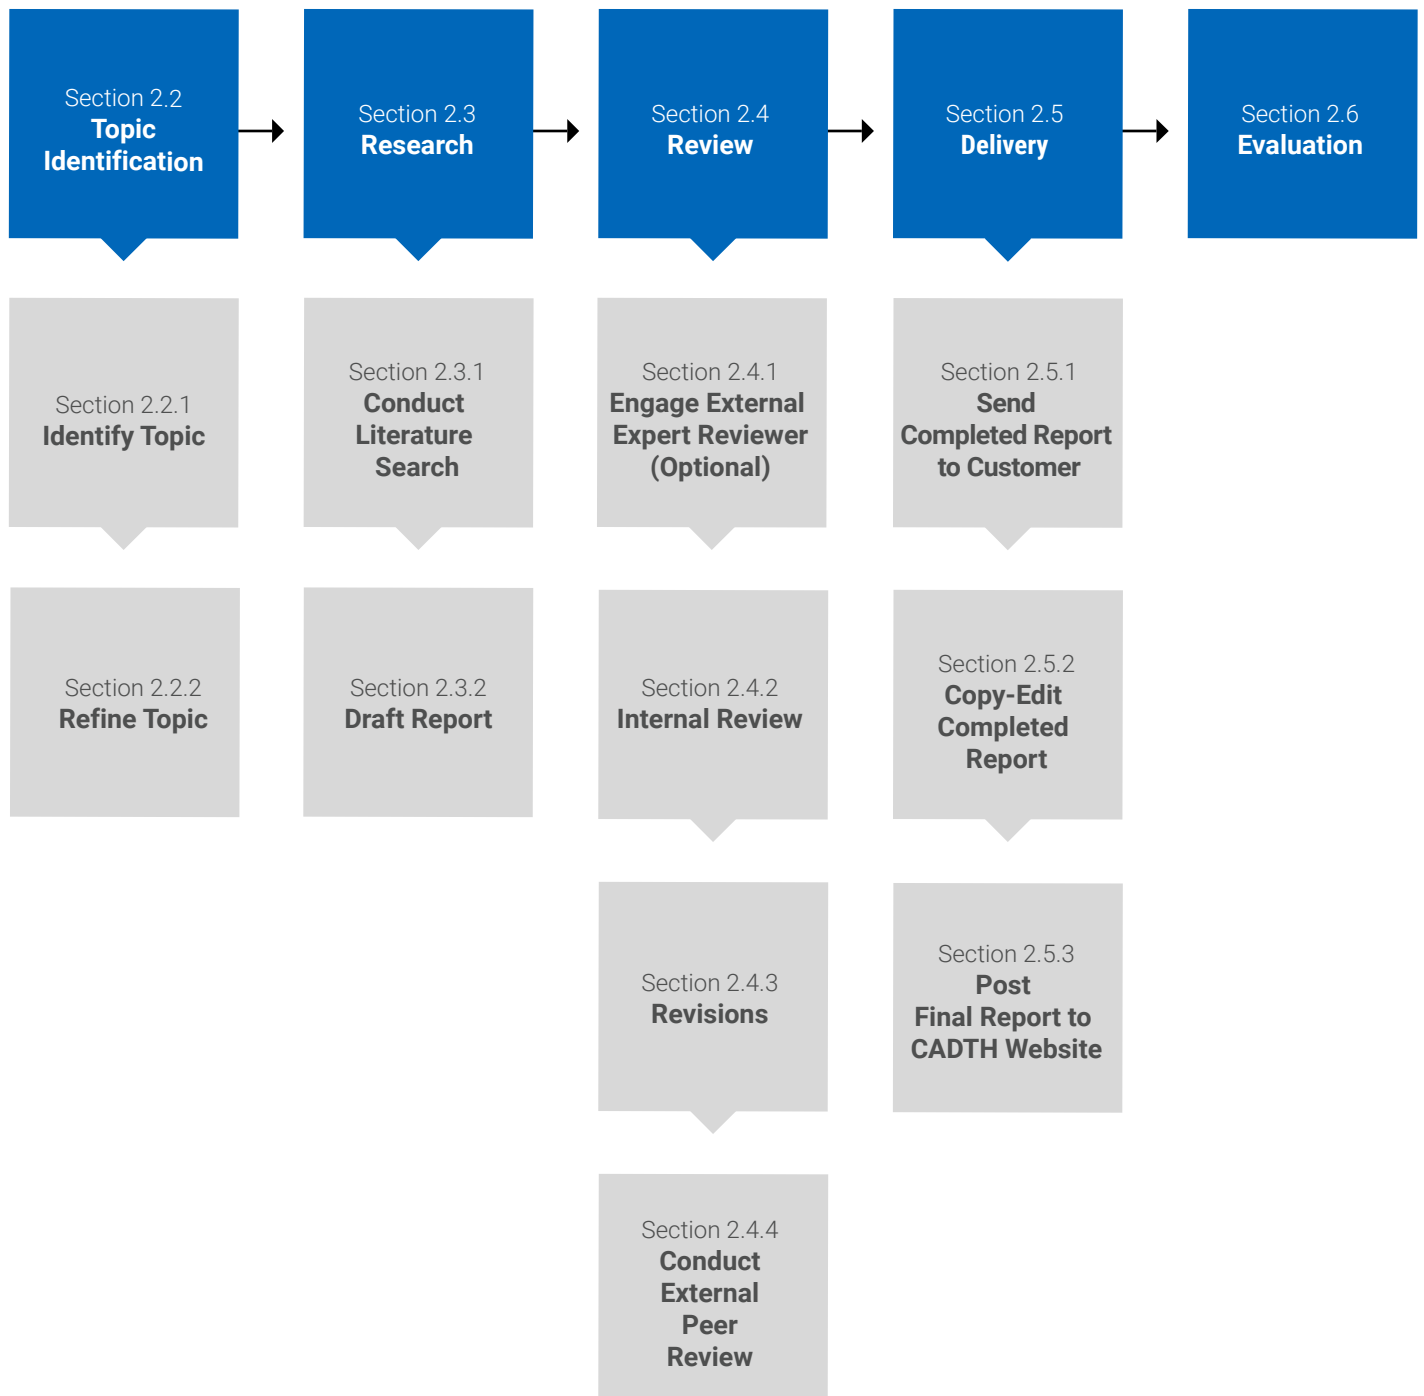 Section 2.2
Topic
Identification
Section 2.3
Research
Section 2.4
Review
Section 2.5
Delivery
Section 2.6
Evaluation
Section 2.2.1
Identify Topic
Section 2.3.1
Conduct
Literature
Search
Section 2.4.1
Engage External
Expert Reviewer
(Optional)
Section 2.5.1
Send
Completed Report
to Customer
Section 2.2.2
Refine Topic
Section 2.3.2
Draft Report
Section 2.4.2
Internal Review
Section 2.5.2
Copy-Edit
Completed
Report
Section 2.4.3
Revisions
Section 2.5.3
Post
Final Report to
CADTH Website
Section 2.4.4
Conduct
External
Peer
Review